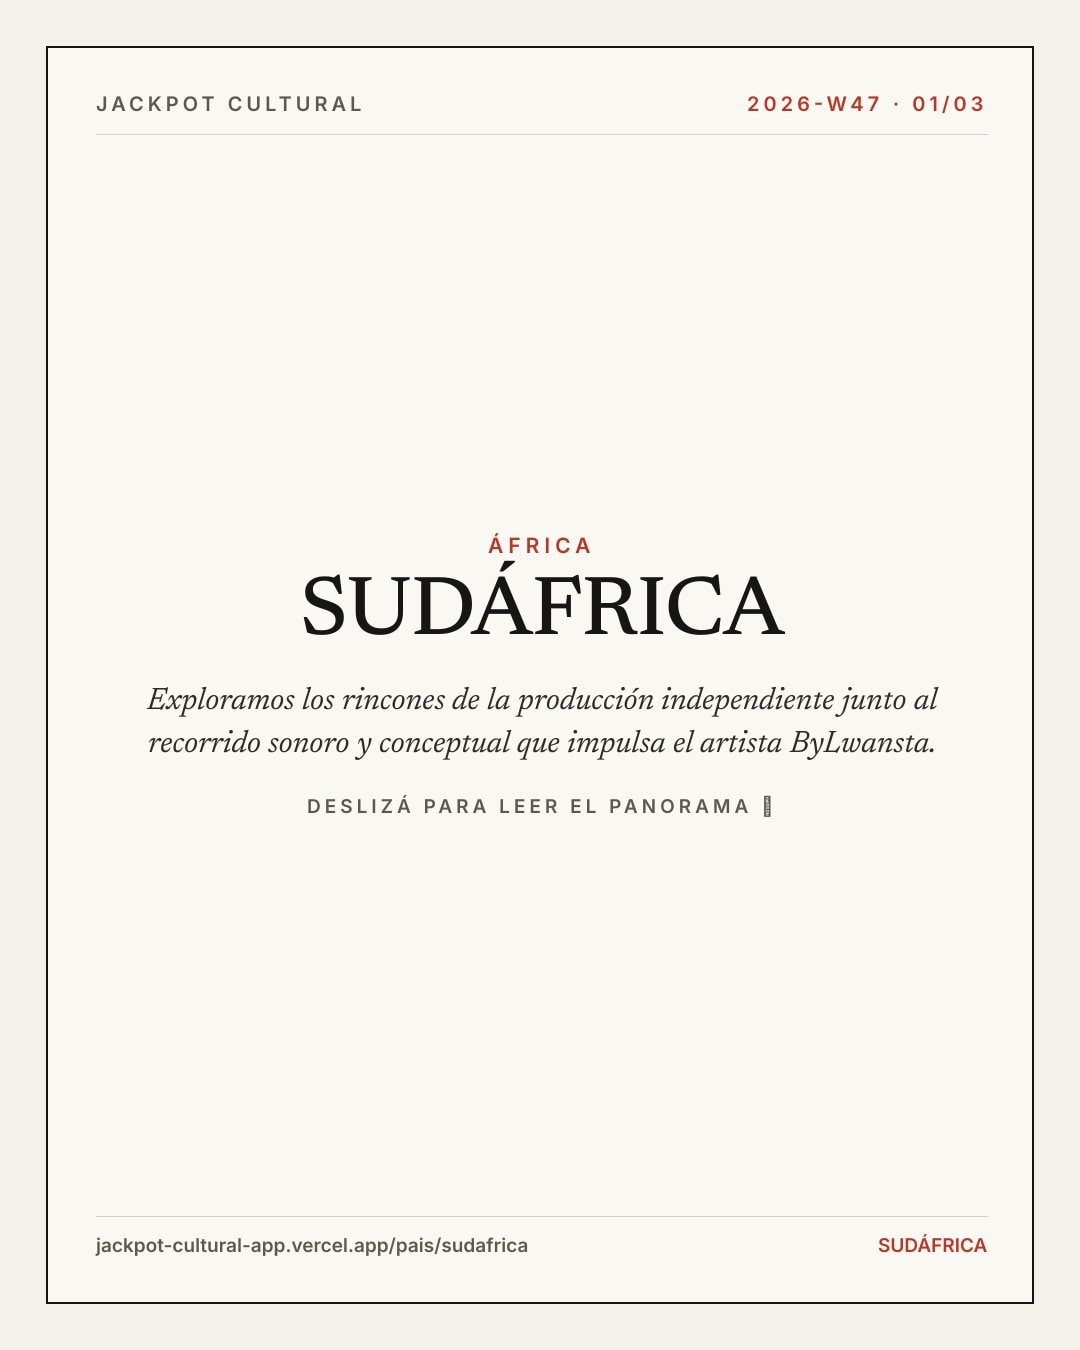 JACKPOT CULTURAL
2026-W47 · 01/03
ÁFRICA
SUDÁFRICA
Exploramos los rincones de la producción independiente junto al
recorrido sonoro y conceptual que impulsa el artista ByLwansta.
DESLIZÁ PARA LEER EL PANORAMA
jackpot-cultural-app.vercel.app/pais/sudafrica
SUDÁFRICA